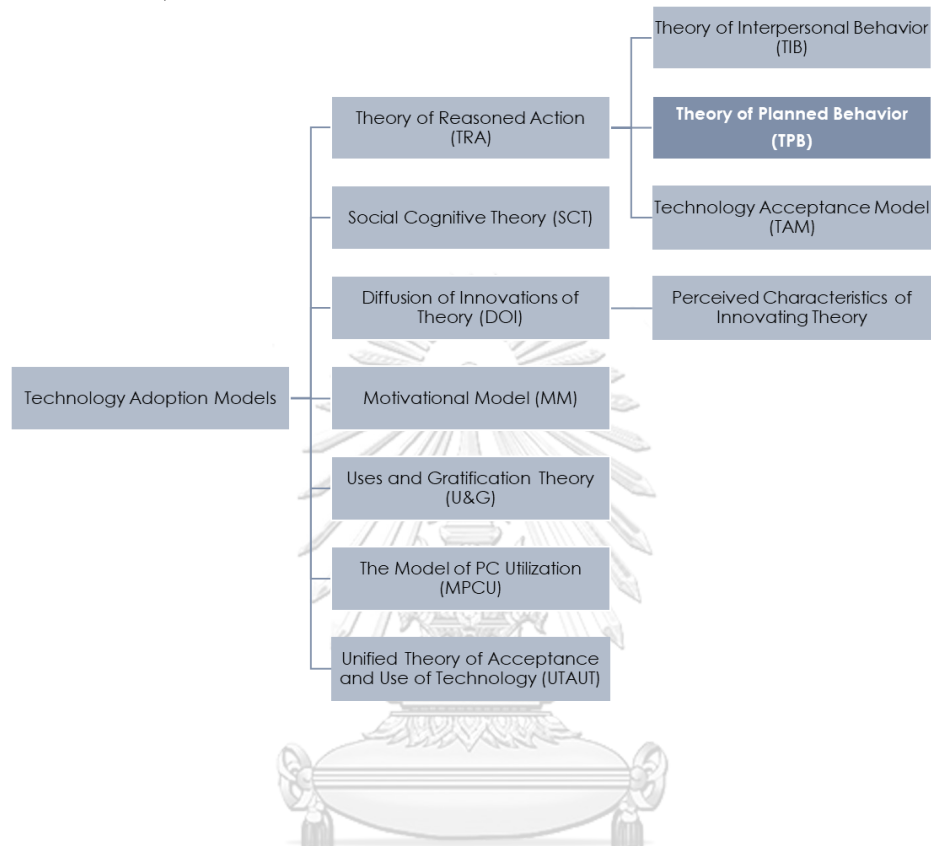 Theory of Interpersonal Behavior
(TIB)
Theory of Reasoned Action
(TRA)
Theory of Planned Behavior
(TPB)
Social Cognitive Theory (SCT)
Technology Acceptance Model
(TAM)
Diffusion of Innovations of
Theory (DOI)
Perceived Characteristics of
Innovating Theory
Technology Adoption Models
Motivational Model (MM)
Uses and Gratification Theory
(U&G)
The Model of PC Utilization
(MPCU)
Unified Theory of Acceptance
and Use of Technology (UTAUT)